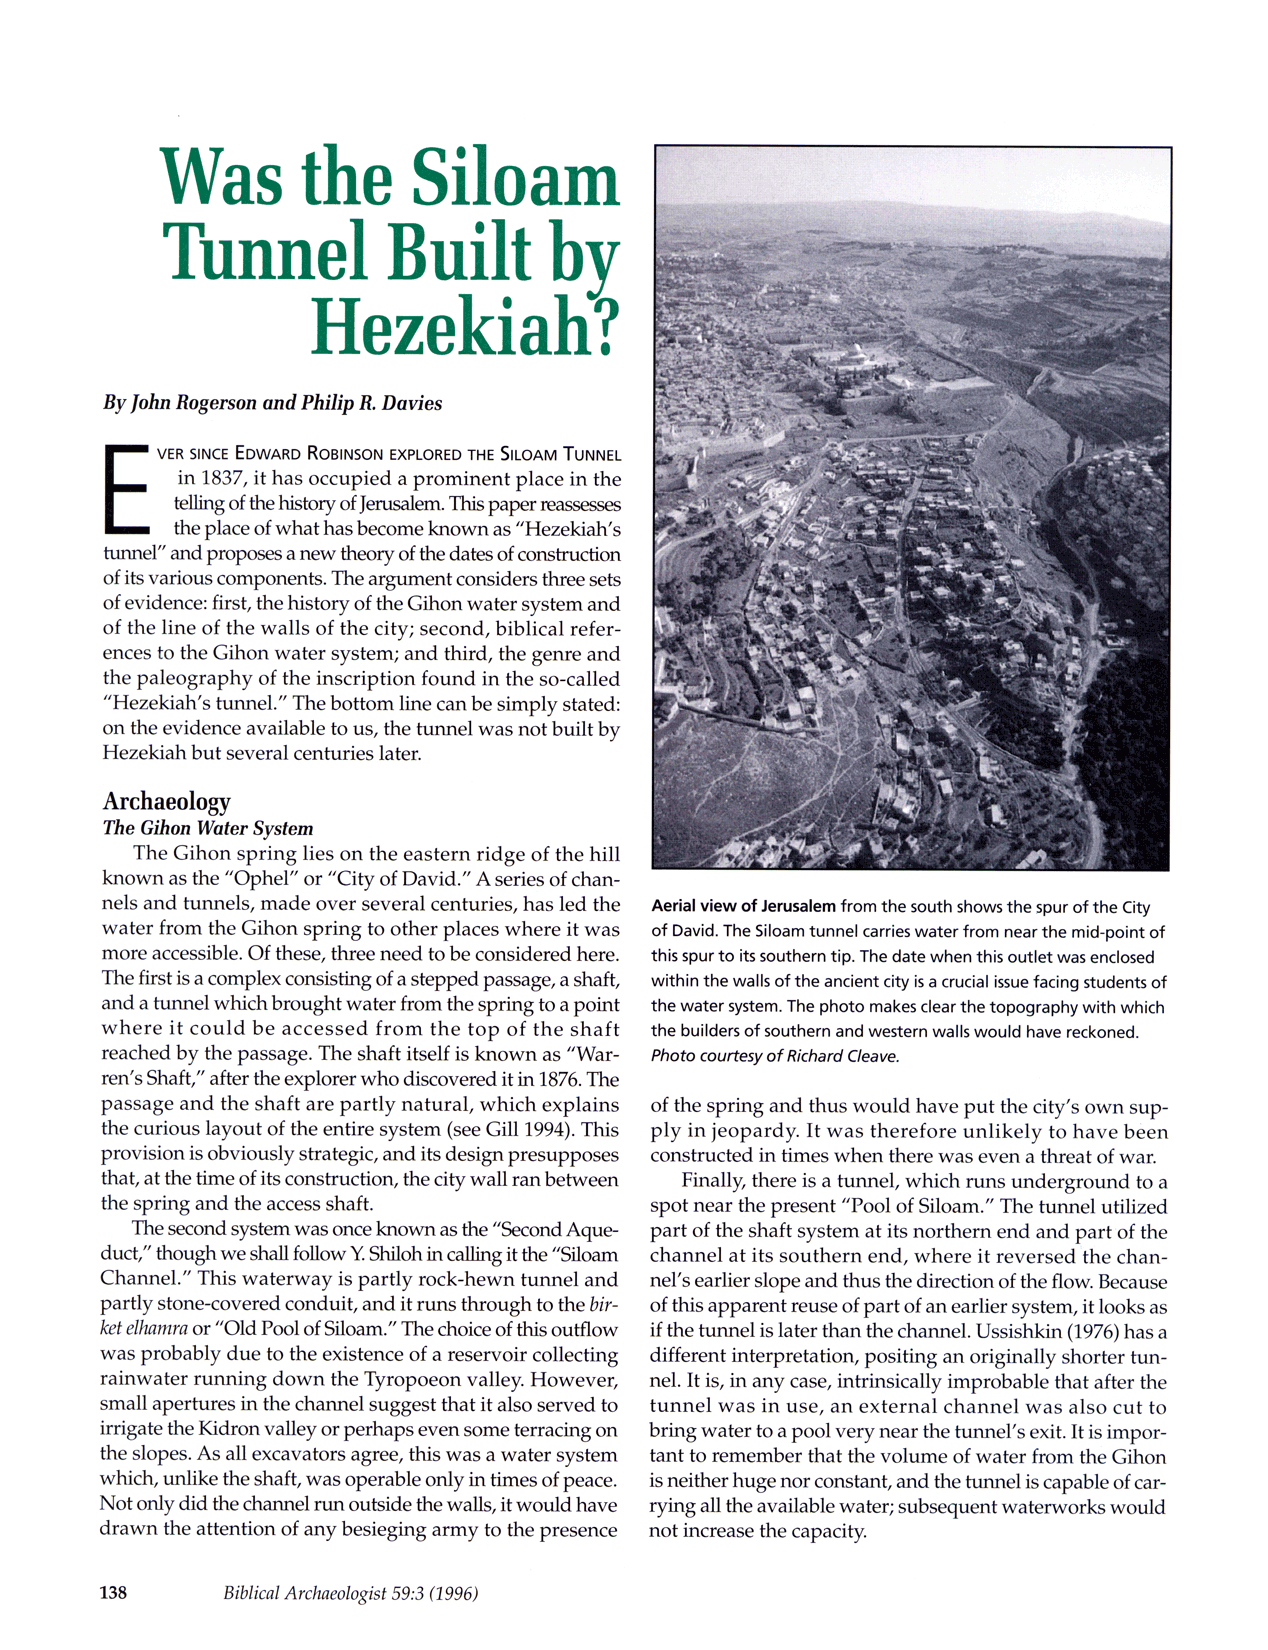 Was the Siloam
Tunnel Built by
Hezekiah?
By John Rogerson and Philip R. Davies
EVER SINCE EDWARD ROBINSON EXPLORED THE SILOAM TUNNEL
in 1837, it has occupied a prominent place in the
telling of the history of Jerusalem. This paper reassesses
the place of what has become known as "Hezekiah's
tunnel" and proposes a new theory of the dates of construction
of its various components. The argument considers three sets
of evidence: first, the history of the Gihon water system and
of the line of the walls of the city; second, biblical refer-
ences to the Gihon water system; and third, the genre and
the paleography of the inscription found in the so-called
"Hezekiah's tunnel." The bottom line can be simply stated:
on the evidence available to us, the tunnel was not built by
Hezekiah but several centuries later.
Archaeology
The Gihon Water System
The Gihon spring lies on the eastern ridge of the hill
known as the "Ophel" or "City of David." A series of chan-
nels and tunnels, made over several centuries, has led the
water from the Gihon spring to other places where it was
more accessible. Of these, three need to be considered here.
The first is a complex consisting of a stepped passage, a shaft,
and a tunnel which brought water from the spring to a point
where it could be accessed from the top of the shaft
reached by the passage. The shaft itself is known as "War-
ren's Shaft," after the explorer who discovered it in 1876. The
passage and the shaft are partly natural, which explains
the curious layout of the entire system (see Gill 1994). This
provision is obviously strategic, and its design presupposes
that, at the time of its construction, the city wall ran between
the spring and the access shaft.
The second system was once known as the "Second Aque-
duct," though we shall follow Y. Shiloh in calling it the "Siloam
Channel." This waterway is partly rock-hewn tunnel and
partly stone-covered conduit, and it runs through to the bir-
ket elhamra or "Old Pool of Siloam." The choice of this outflow
was probably due to the existence of a reservoir collecting
rainwater running down the Tyropoeon valley. However,
small apertures in the channel suggest that it also served to
irrigate the Kidron valley or perhaps even some terracing on
the slopes. As all excavators agree, this was a water system
which, unlike the shaft, was operable only in times of peace.
Not only did the channel run outside the walls, it would have
drawn the attention of any besieging army to the presence
Aerial view of Jerusalem from the south shows the spur of the City
of David. The Siloam tunnel carries water from near the mid-point of
this spur to its southern tip. The date when this outlet was enclosed
within the walls of the ancient city is a crucial issue facing students of
the water system. The photo makes clear the topography with which
the builders of southern and western walls would have reckoned.
Photo courtesy of Richard Cleave.
of the spring and thus would have put the city's own sup-
ply in jeopardy. It was therefore unlikely to have been
constructed in times when there was even a threat of war.
Finally, there is a tunnel, which runs underground to a
spot near the present "Pool of Siloam." The tunnel utilized
part of the shaft system at its northern end and part of the
channel at its southern end, where it reversed the chan-
nel's earlier slope and thus the direction of the flow. Because
of this apparent reuse of part of an earlier system, it looks as
if the tunnel is later than the channel. Ussishkin (1976) has a
different interpretation, positing an originally shorter tun-
nel. It is, in any case, intrinsically improbable that after the
tunnel was in use, an external channel was also cut to
bring water to a pool very near the tunnel's exit. It is impor-
tant to remember that the volume of water from the Gihon
is neither huge nor constant, and the tunnel is capable of car-
rying all the available water; subsequent waterworks would
not increase the capacity.
138 Biblical Archaeologist 59:3 (1996)